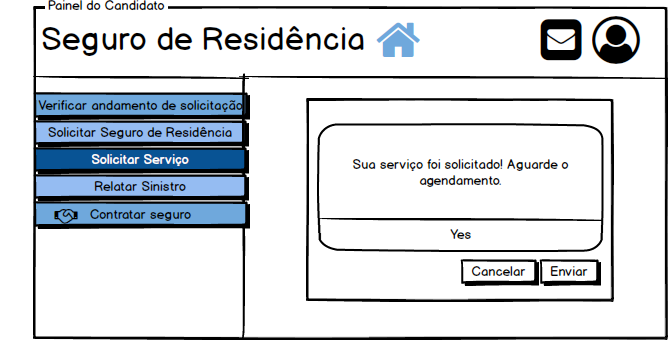 Painel do Candidato
Seguro de Residência
Verificar andamento de solicitação
Solicitar Seguro de Residência
Solicitar Serviço
Relatar Sinistro
Contratar seguro
Sua serviço foi solicitado! Aguarde o
agendamento.
Yes
Cancelar
Enviar